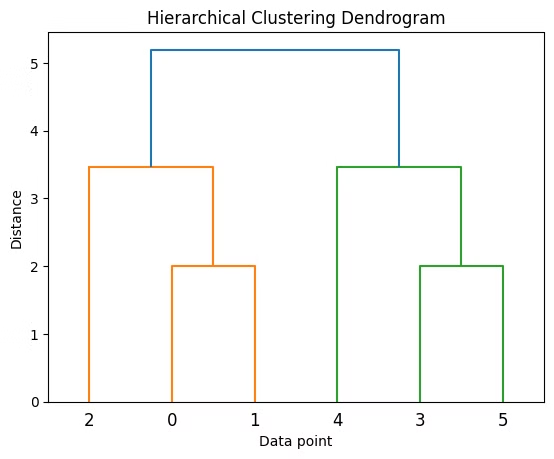 Hierarchical Clustering Dendrogram
5
4
3
2
1
0
Distance
2 0 1 4 3 5
Data point